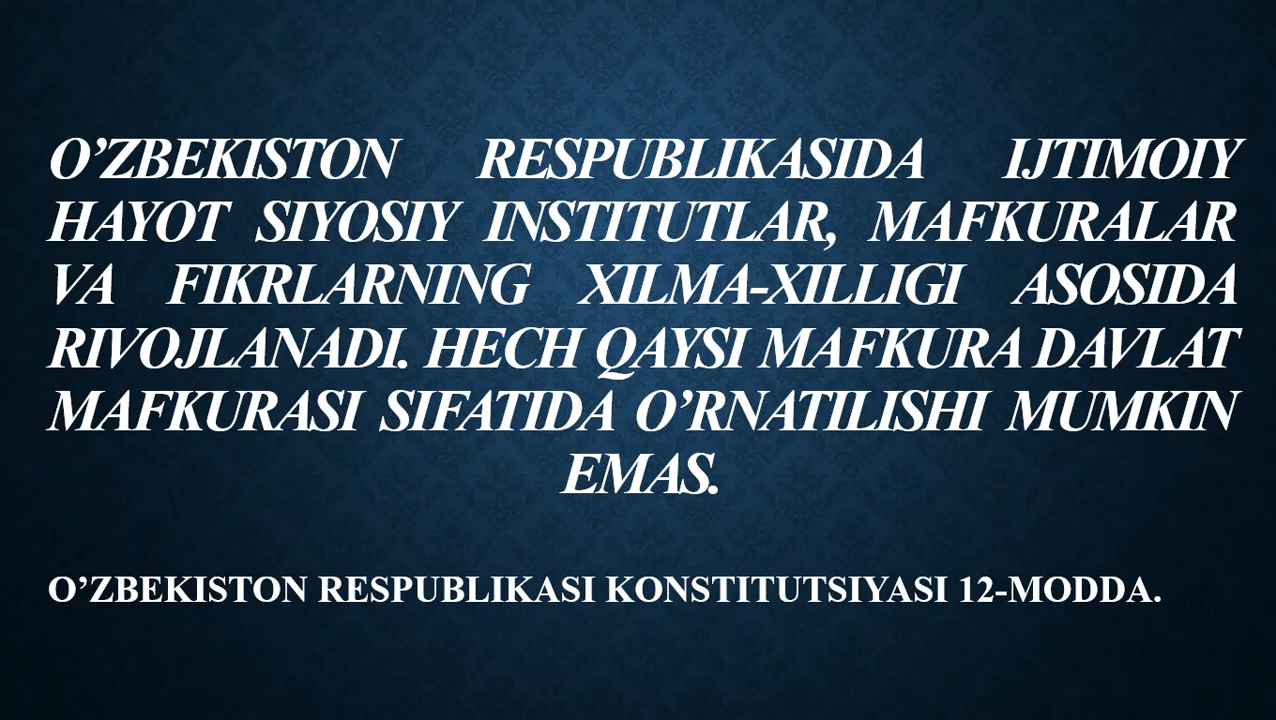 O’ZBEKISTON RESPUBLIKASIDA IJTIMOIY
HAYOT SIYOSIY INSTITUTLAR, MAFKURALAR
VA FIKRLARNING XILMA-XILLIGI ASOSIDA
RIVOJLANADI. HECH QAYSI MAFKURA DAVLAT
MAFKURASI SIFATIDA O’RNATILISHI MUMKIN
EMAS.
O’ZBEKISTON RESPUBLIKASI KONSTITUTSIYASI 12-MODDA.